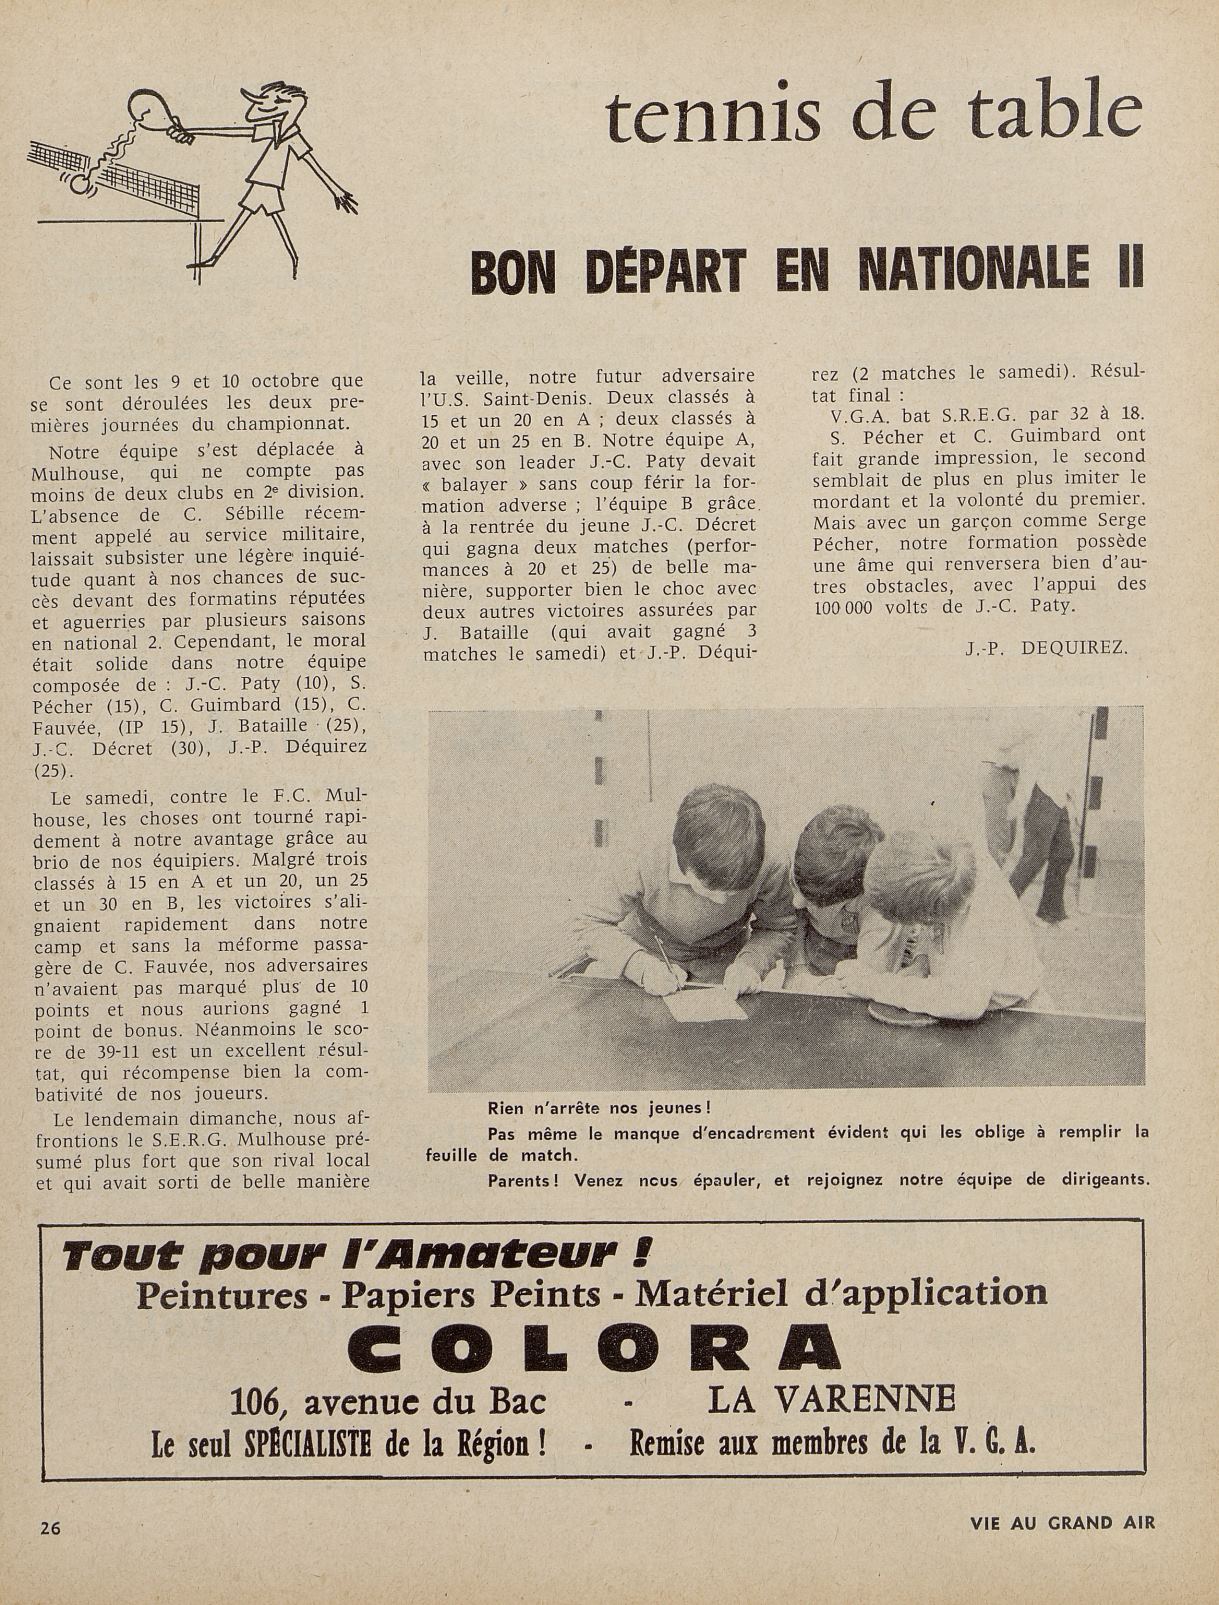 tennis de table
BON DÉPART EN NATIONALE II
Ce sont les 9 et 10 octobre que
se sont déroulées les deux pre-
mières journées du championnat.
Notre équipe s'est déplacée à
Mulhouse, qui ne compte pas
moins de deux clubs en 2e division.
L'absence de C. Sébille récem-
ment appelé au service militaire,
laissait subsister une légère inquié-
tude quant à nos chances de suc-
cès devant des formatins réputées
et aguerries par plusieurs saisons
en national 2. Cependant, le moral
était solide dans notre équipe
composée de : J.-C. Paty (10), S.
Pécher (15), C. Guimbard (15), C.
Fauvée, (IP 15), J. Bataille (25),
J.-C. Décret (30), J.-P. Déquirez
(25).
Le samedi, contre le F.C. Mul-
house, les choses ont tourné rapi-
dement à notre avantage grâce au
brio de nos équipiers. Malgré trois
classés à 15 en A et un 20, un 25
et un 30 en B, les victoires s'ali-
gnaient rapidement dans notre
camp et sans la méforme passa-
gère de C. Fauvée, nos adversaires
n'avaient pas marqué plus de 10
points et nous aurions gagné 1
point de bonus. Néanmoins le sco-
re de 39-11 est un excellent résul-
tat, qui récompense bien la com-
bativité de nos joueurs.
Le lendemain dimanche, nous af-
frontions le S.E.R.G. Mulhouse pré-
sumé plus fort que son rival local
et qui avait sorti de belle manière
la veille, notre futur adversaire
l'U.S. Saint-Denis. Deux classés à
15 et un 20 en A ; deux classés à
20 et un 25 en B. Notre équipe A,
avec son leader J.-C. Paty devait
« balayer » sans coup férir la for-
mation adverse ; l'équipe B grâce
à la rentrée du jeune J.-C. Décret
qui gagna deux matches (perfor-
mances à 20 et 25) de belle ma-
nière, supporter bien le choc avec
deux autres victoires assurées par
J. Bataille (qui avait gagné 3
matches le samedi) et J.-P. Déqui-
rez (2 matches le samedi). Résul-
tat final :
V.G.A. bat S.R.E.G. par 32 à 18.
S. Pécher et C. Guimbard ont
fait grande impression, le second
semblait de plus en plus imiter le
mordant et la volonté du premier.
Mais avec un garçon comme Serge
Pécher, notre formation possède
une âme qui renversera bien d'au-
tres obstacles, avec l'appui des
100 000 volts de J.-C. Paty.
J.-P. DEQUIREZ.
Rien n'arrête nos jeunes !
Pas même le manque d'encadrement évident qui les oblige à remplir la
feuille de match.
Parents ! Venez nous épauler, et rejoignez notre équipe de dirigeants.
Tout pour l'Amateur !
Peintures - Papiers Peints - Matériel d'application
COLORA
106, avenue du Bac - LA VARENNE
Le seul SPÉCIALISTE de la Région ! - Remise aux membres de la V. G. A.
26
VIE AU GRAND AIR